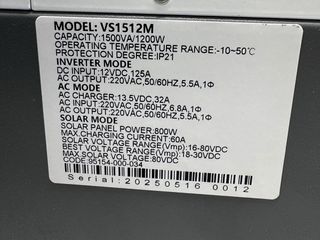 MODEL: VS1512M
CAPACITY:1500VA/1200W
OPERATING TEMPERATURE RANGE:-10~50℃
PROTECTION DEGREE:IP21
INVERTER MODE
DC INPUT:12VDC,125A
AC OUTPUT:220VAC,50/60HZ,5.5A,1Φ
AC MODE
AC CHARGER:13.5VDC,32A
AC INPUT:220VAC,50/60HZ,6.8A,1Φ
AC OUTPUT:220VAC,50/60HZ,5.5A,1Φ
SOLAR MODE
SOLAR PANEL POWER:800W
MAX.CHARGING CURRENT:60A
SOLAR VOLTAGE RANGE(Vmp):16-80VDC
BEST VOLTAGE RANGE(Vmp):18-30VDC
MAX.SOLAR VOLTAGE:80VDC
CODE:95154-000-034
Serial: 20250516 0012